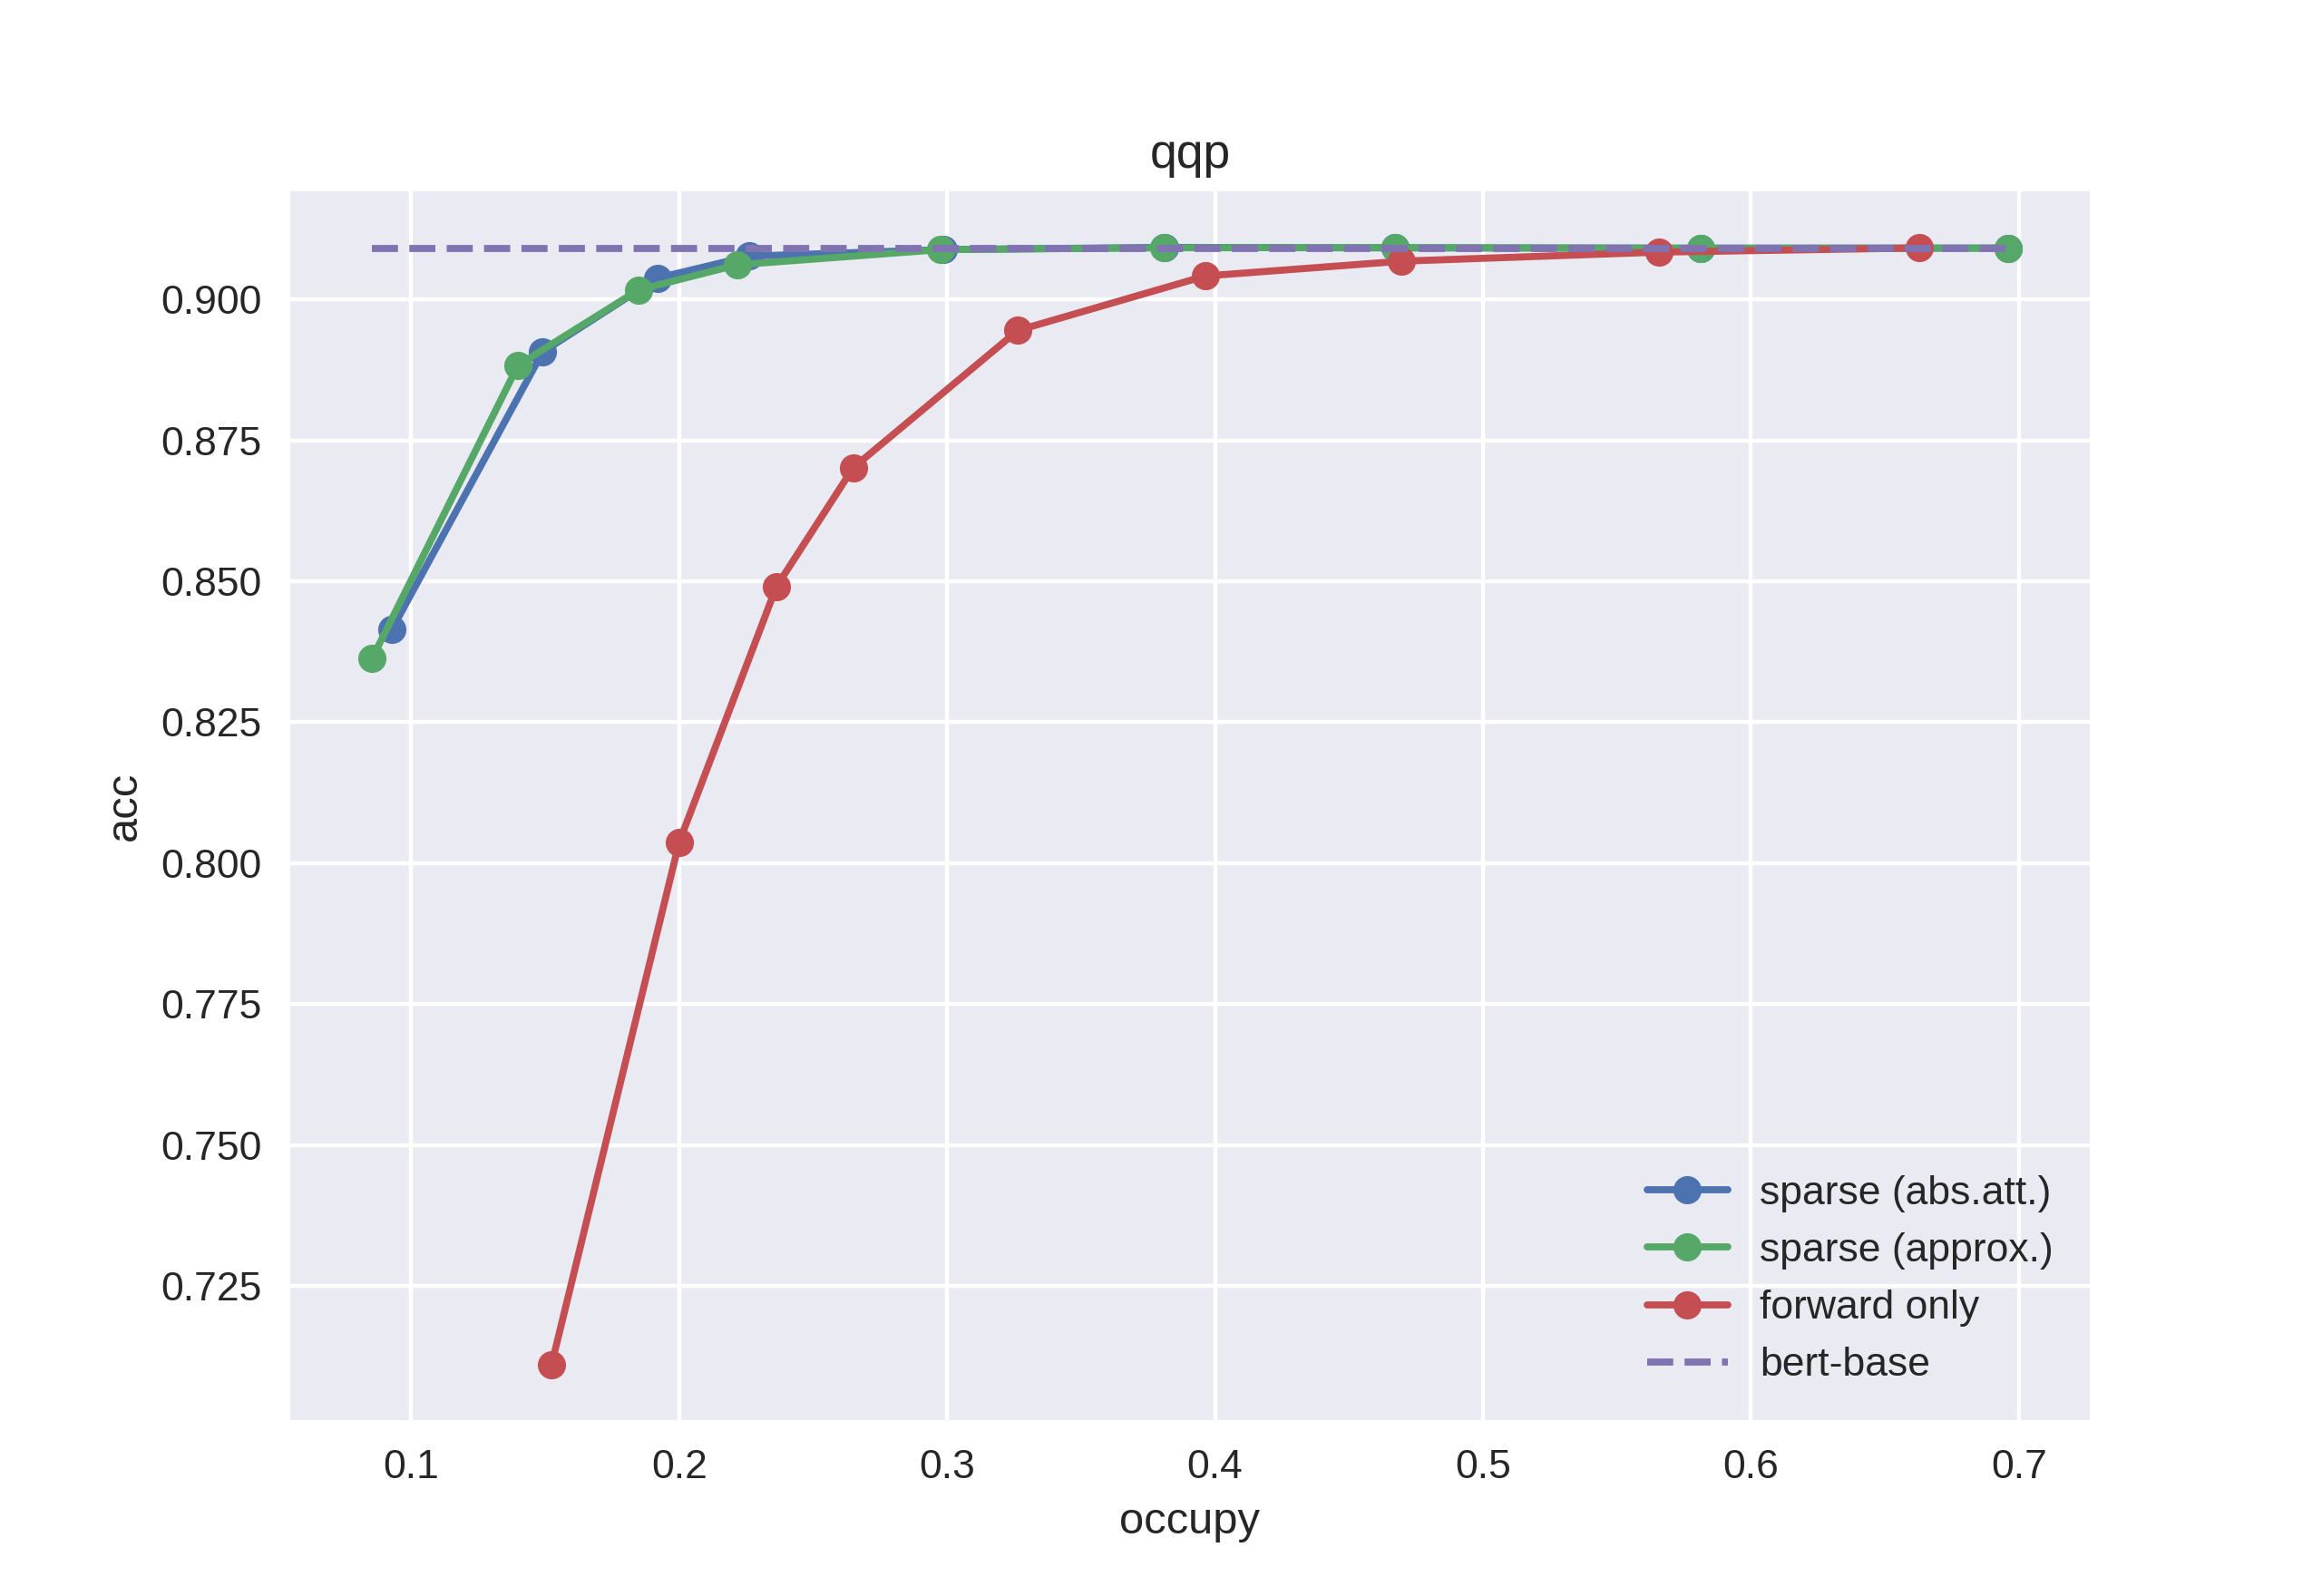 qqp
0.900
0.875
0.850
0.825
0.800
0.775
0.750
0.725
acc
sparse (abs.att.)
sparse (approx.)
forward only
bert-base
0.1 0.2 0.3 0.4 0.5 0.6 0.7
occupy